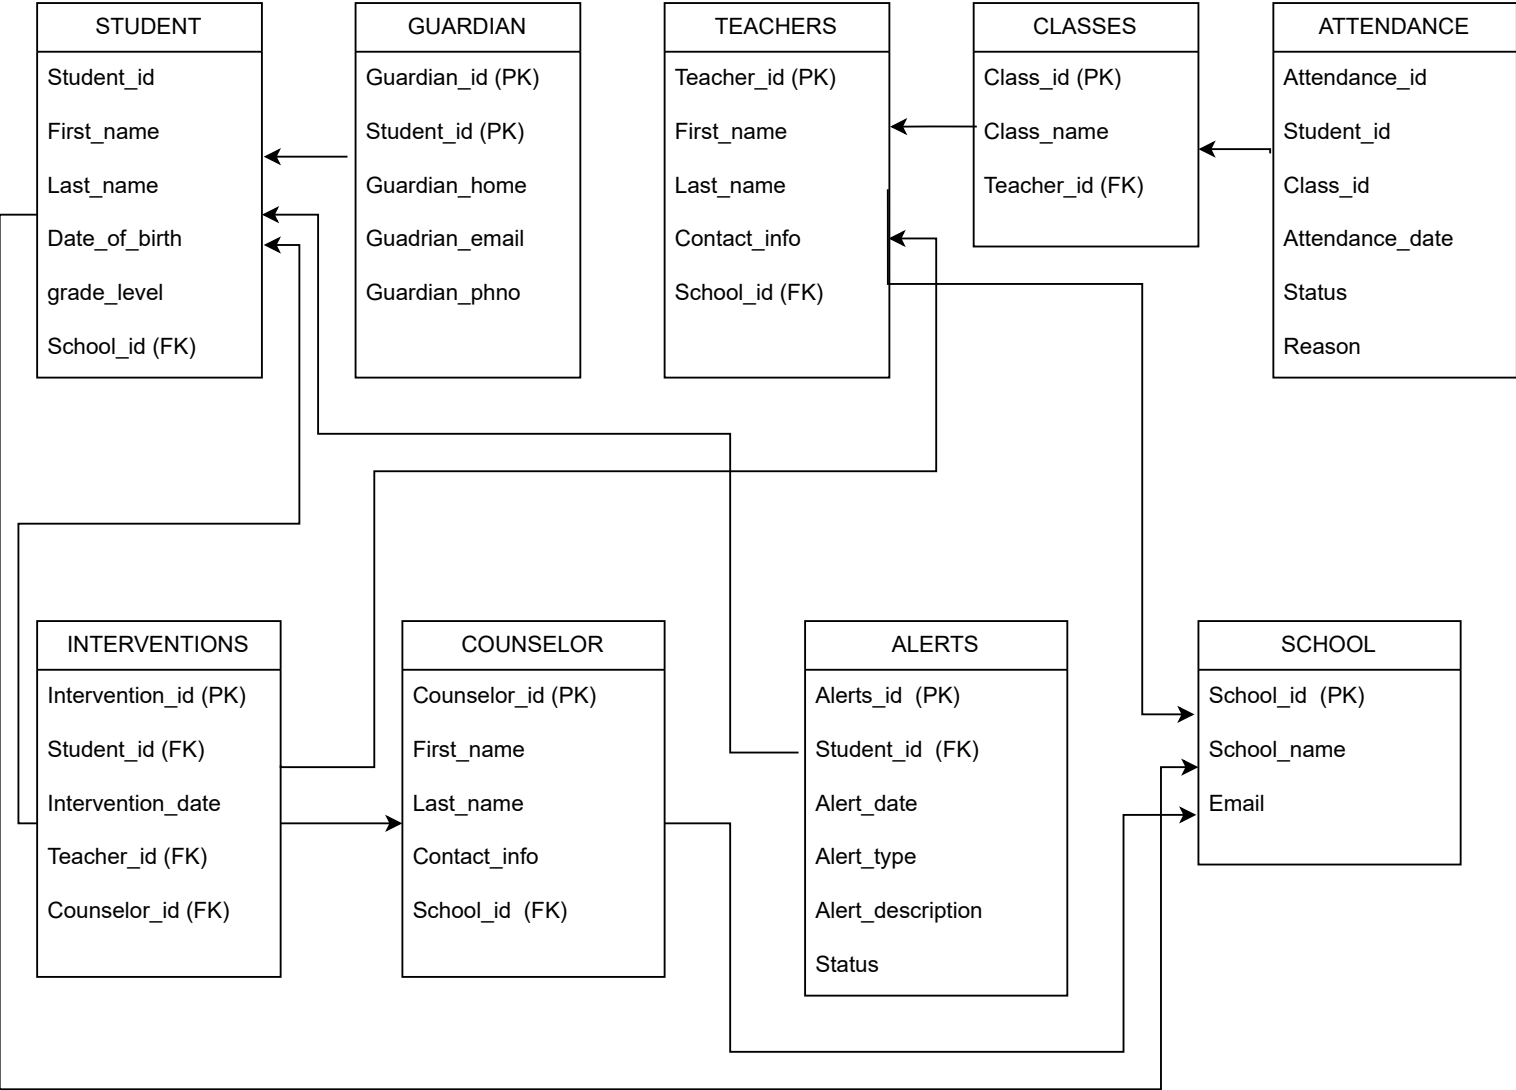 STUDENT
Student_id
First_name
Last_name
Date_of_birth
grade_level
School_id (FK)
GUARDIAN
Guardian_id (PK)
Student_id (PK)
Guardian_home
Guadrian_email
Guardian_phno
TEACHERS
Teacher_id (PK)
First_name
Last_name
Contact_info
School_id (FK)
CLASSES
Class_id (PK)
Class_name
Teacher_id (FK)
ATTENDANCE
Attendance_id
Student_id
Class_id
Attendance_date
Status
Reason
INTERVENTIONS
Intervention_id (PK)
Student_id (FK)
Intervention_date
Teacher_id (FK)
Counselor_id (FK)
COUNSELOR
Counselor_id (PK)
First_name
Last_name
Contact_info
School_id (FK)
ALERTS
Alerts_id (PK)
Student_id (FK)
Alert_date
Alert_type
Alert_description
Status
SCHOOL
School_id (PK)
School_name
Email